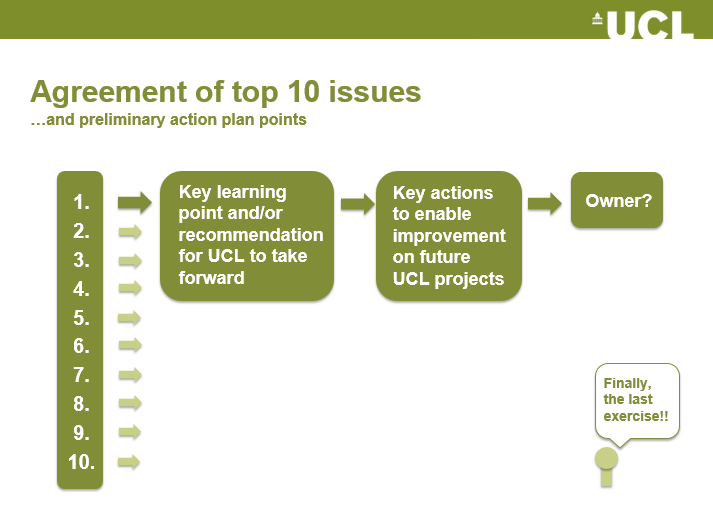 UCL
Agreement of top 10 issues
…and preliminary action plan points
1.
2.
3.
4.
5.
6.
7.
8.
9.
10.
Key learning
point and/or
recommendation
for UCL to take
forward
Key actions
to enable
improvement
on future
UCL projects
Owner?
Finally,
the last
exercise!!